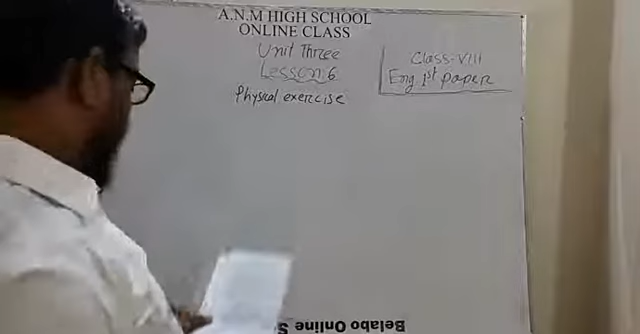 A.N.M HIGH SCHOOL
ONLINE CLASS
Unit Three
Lesson 6
Physical exercise
Class-VIII
Eng 1st paper
Belabo Online S